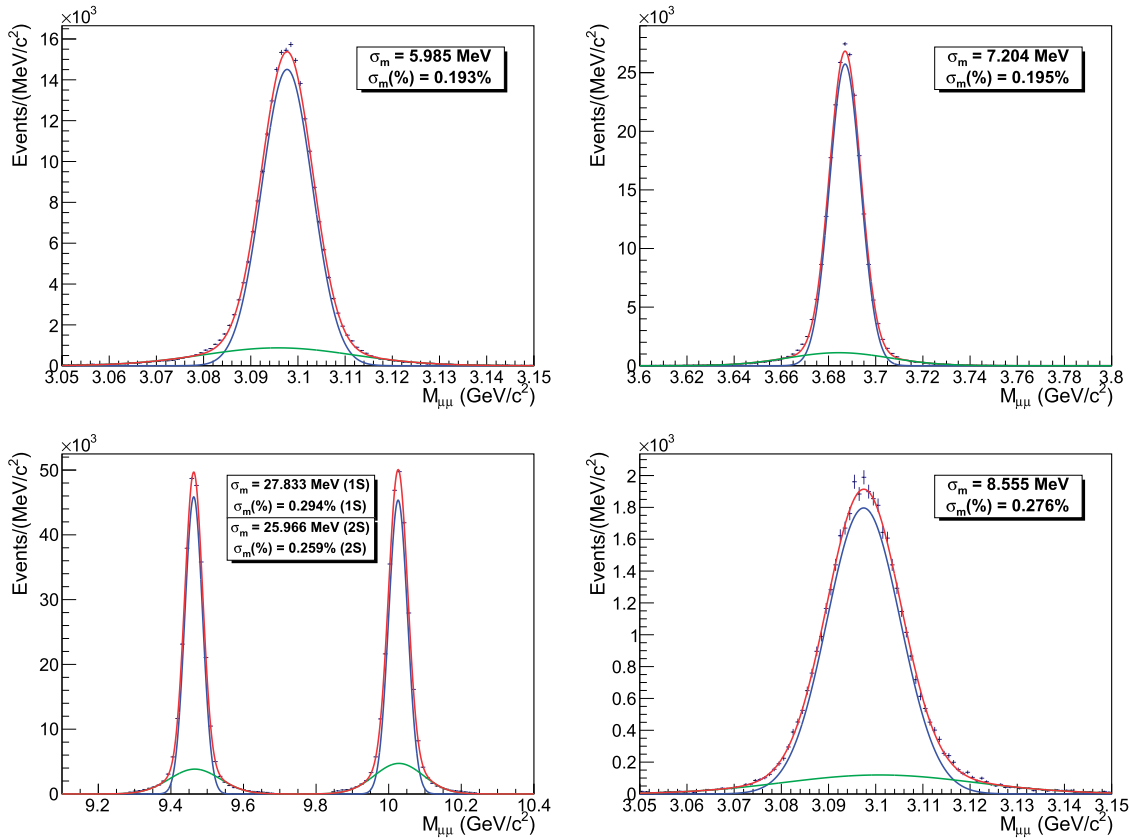 ×10³
Events/(MeV/c²)
16
14
12
10
8
6
4
2
0
σm = 5.985 MeV
σm(%) = 0.193%
3.05 3.06 3.07 3.08 3.09 3.1 3.11 3.12 3.13 3.14 3.15
Mμμ (GeV/c²)
×10³
Events/(MeV/c²)
25
20
15
10
5
0
σm = 7.204 MeV
σm(%) = 0.195%
3.6 3.62 3.64 3.66 3.68 3.7 3.72 3.74 3.76 3.78 3.8
Mμμ (GeV/c²)
×10³
Events/(MeV/c²)
50
40
30
20
10
0
σm = 27.833 MeV (1S)
σm(%) = 0.294% (1S)
σm = 25.966 MeV (2S)
σm(%) = 0.259% (2S)
9.2 9.4 9.6 9.8 10.0 10.2 10.4
Mμμ (GeV/c²)
×10³
Events/(MeV/c²)
2
1.8
1.6
1.4
1.2
1
0.8
0.6
0.4
0.2
0
σm = 8.555 MeV
σm(%) = 0.276%
3.05 3.06 3.07 3.08 3.09 3.1 3.11 3.12 3.13 3.14 3.15
Mμμ (GeV/c²)